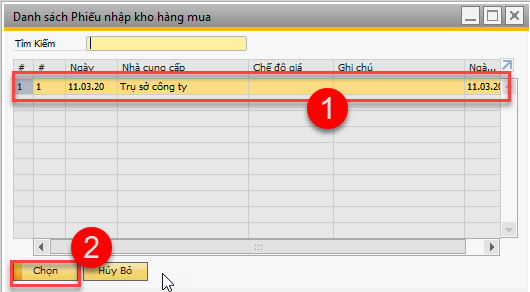 Danh sách Phiếu nhập kho hàng mua
Tìm Kiếm
# # Ngày Nhà cung cấp Chế độ giá Ghi chú Ngà...
1 1 11.03.20 Trụ sở công ty 11.03.20
1
2
Chọn Hủy Bỏ